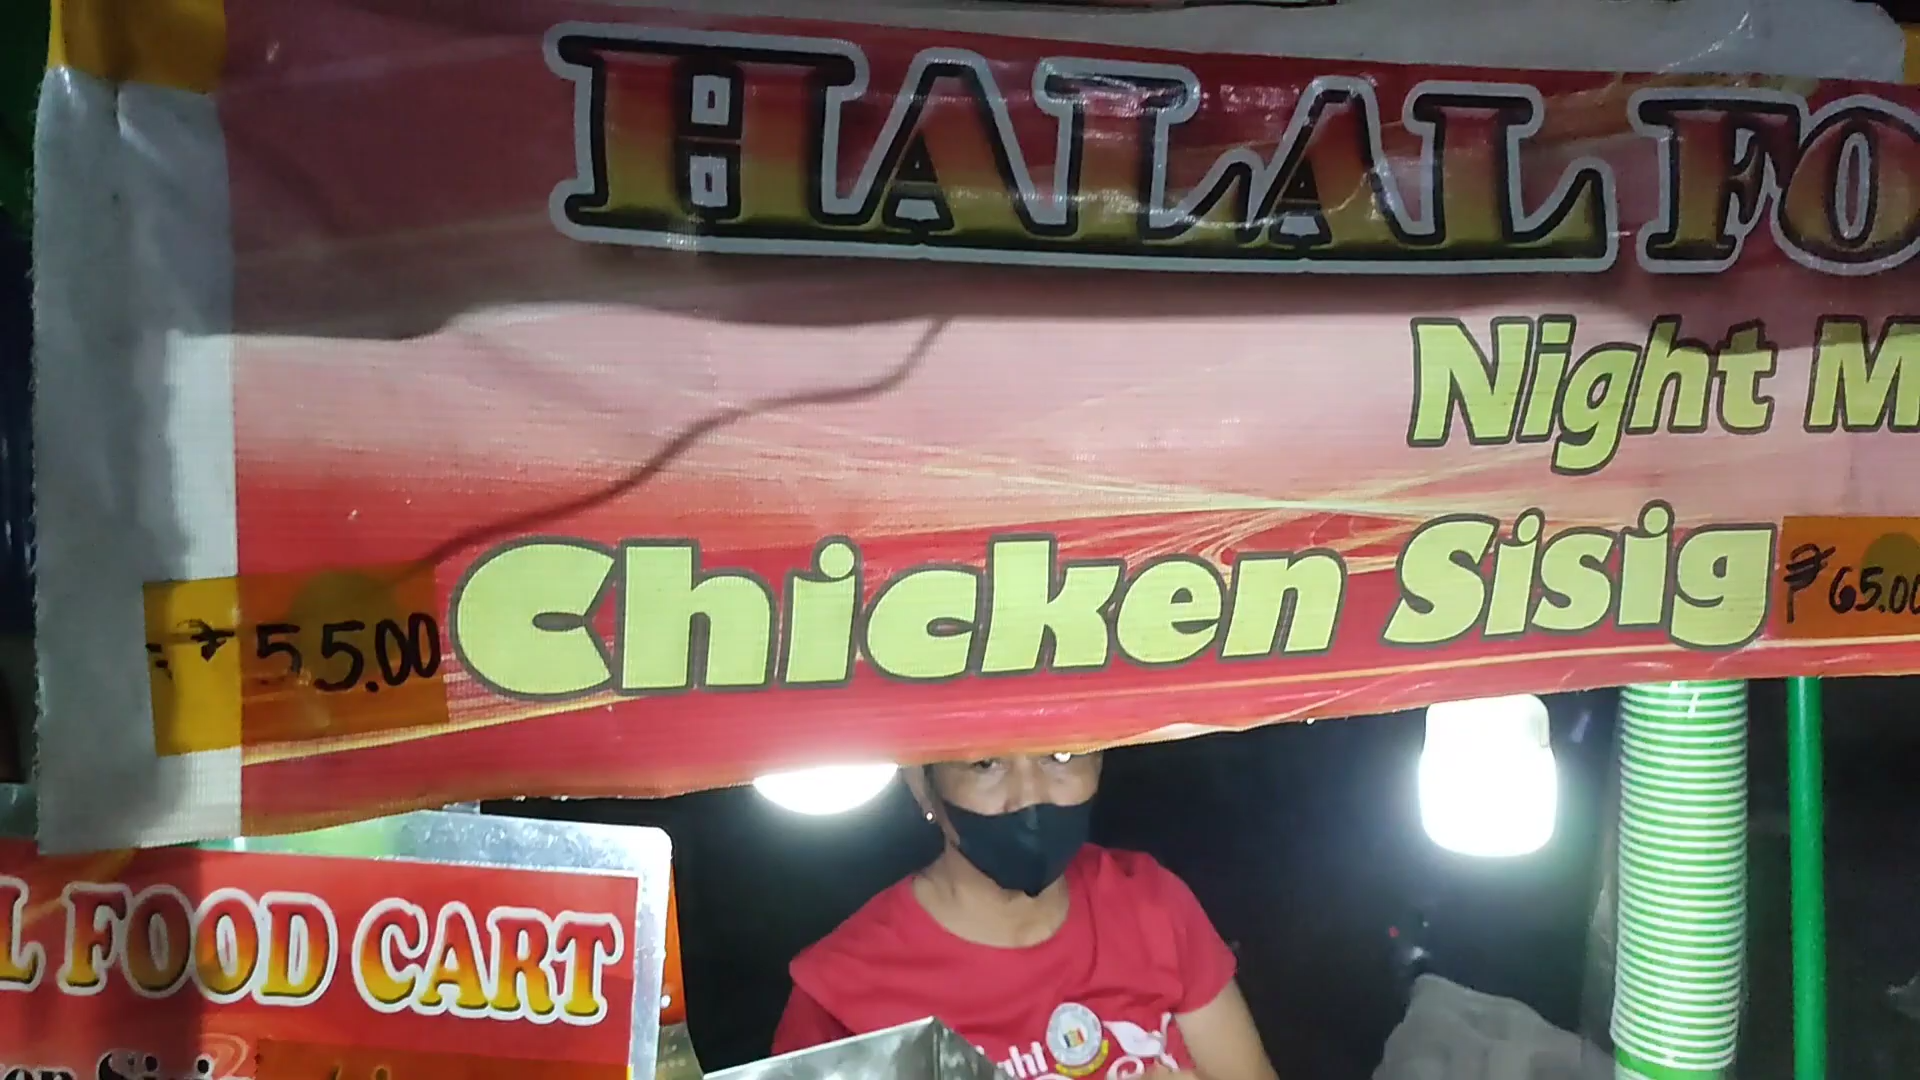 HALAL FO
Night M
₱55.00 Chicken Sisig ₱65.00
L FOOD CART